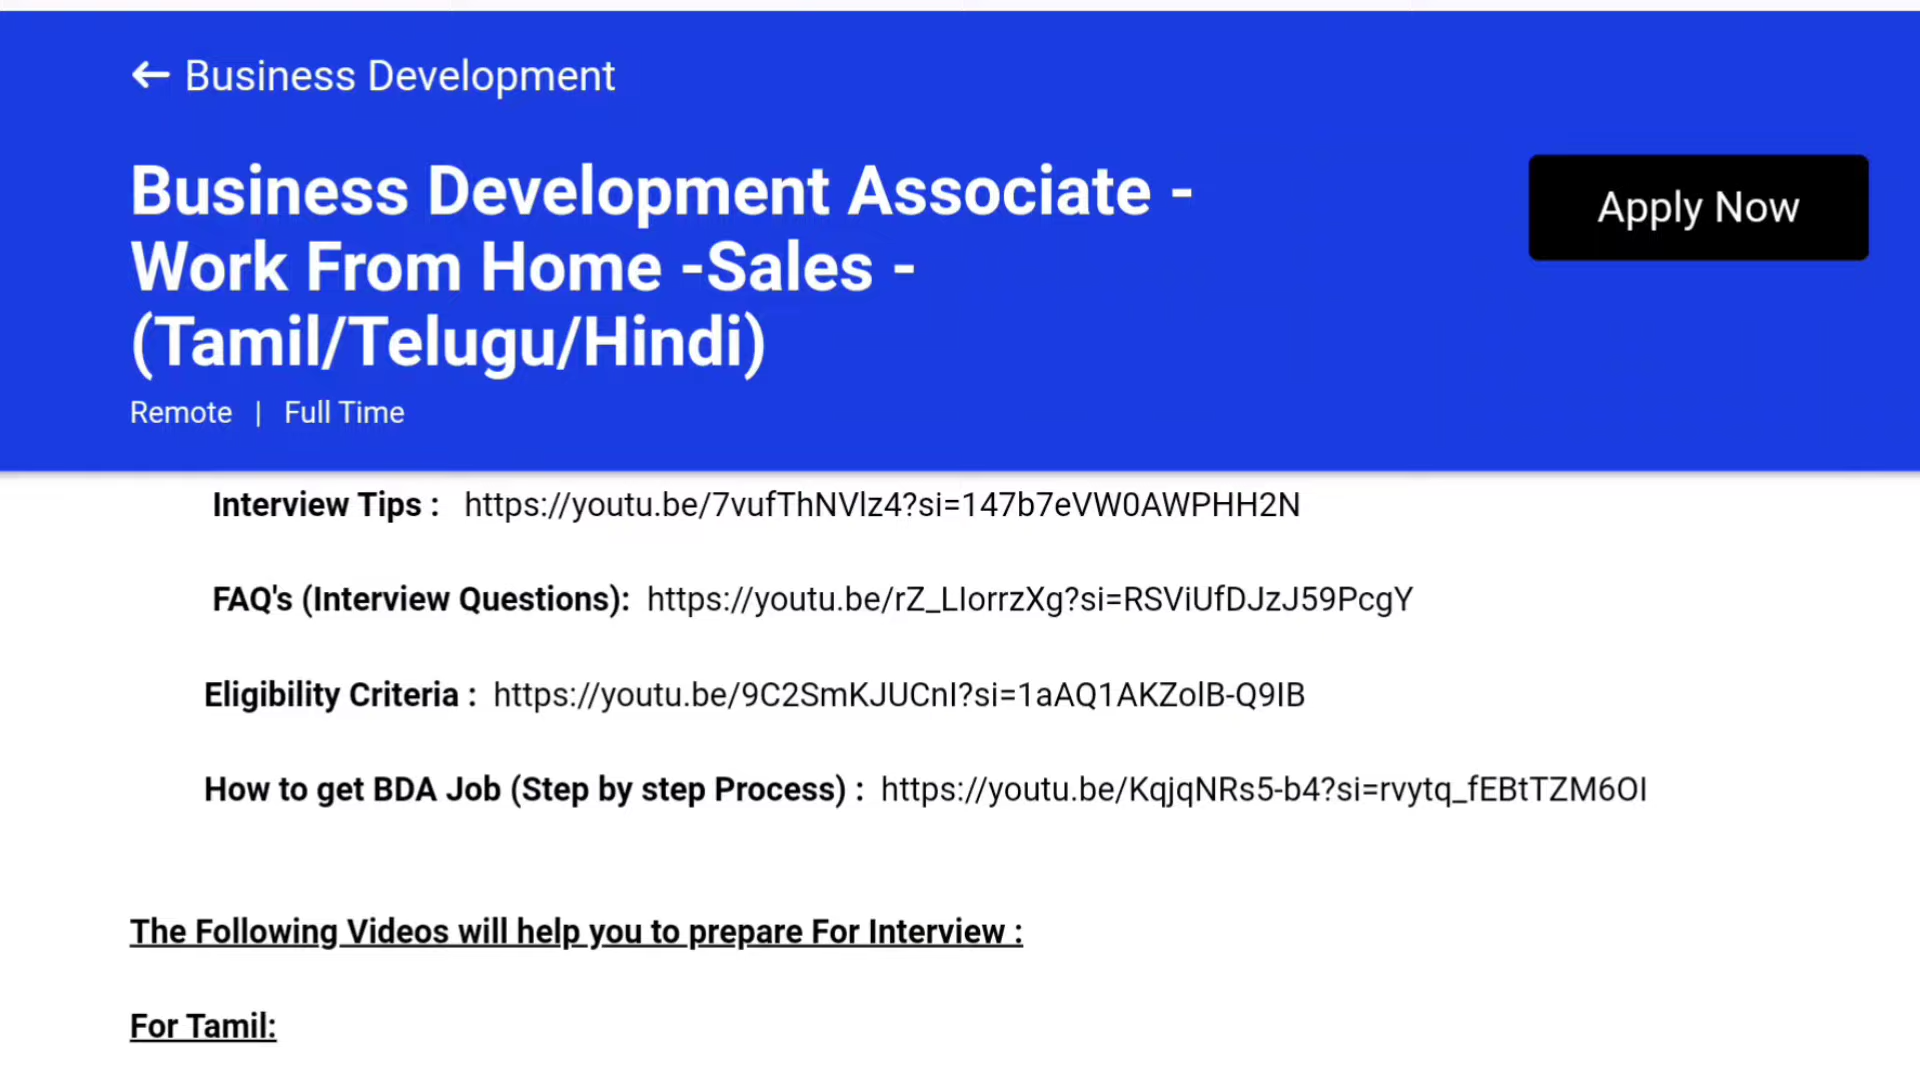 ← Business Development
Business Development Associate -
Work From Home -Sales -
(Tamil/Telugu/Hindi)
Apply Now
Remote | Full Time
Interview Tips : https://youtu.be/7vufThNVlz4?si=147b7eVW0AWPHH2N
FAQ's (Interview Questions): https://youtu.be/rZ_LIorrzXg?si=RSViUfDJzJ59PcgY
Eligibility Criteria : https://youtu.be/9C2SmKJUCnI?si=1aAQ1AKZolB-Q9IB
How to get BDA Job (Step by step Process) : https://youtu.be/KqjqNRs5-b4?si=rvytq_fEBtTZM6OI
The Following Videos will help you to prepare For Interview :
For Tamil: